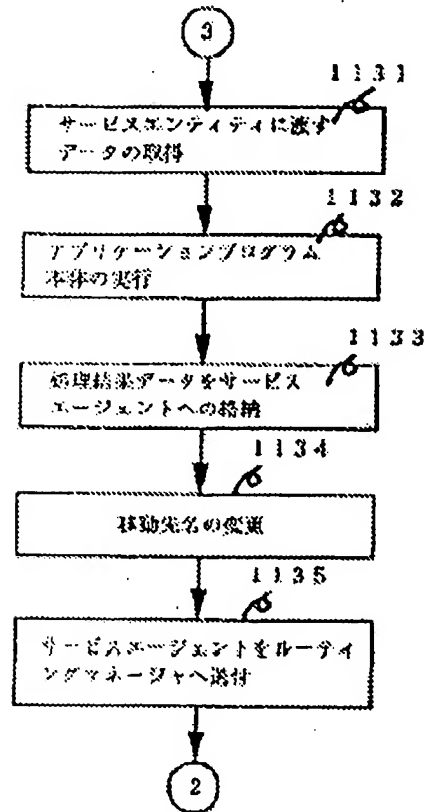 3
1131
サービスエンティティに渡す
データの取得
1132
アプリケーションプログラム
本体の実行
1133
処理結果データをサービス
エージェントへの格納
1134
移動先名の変更
1135
サービスエージェントをルーティ
ングマネージャへ送付
2